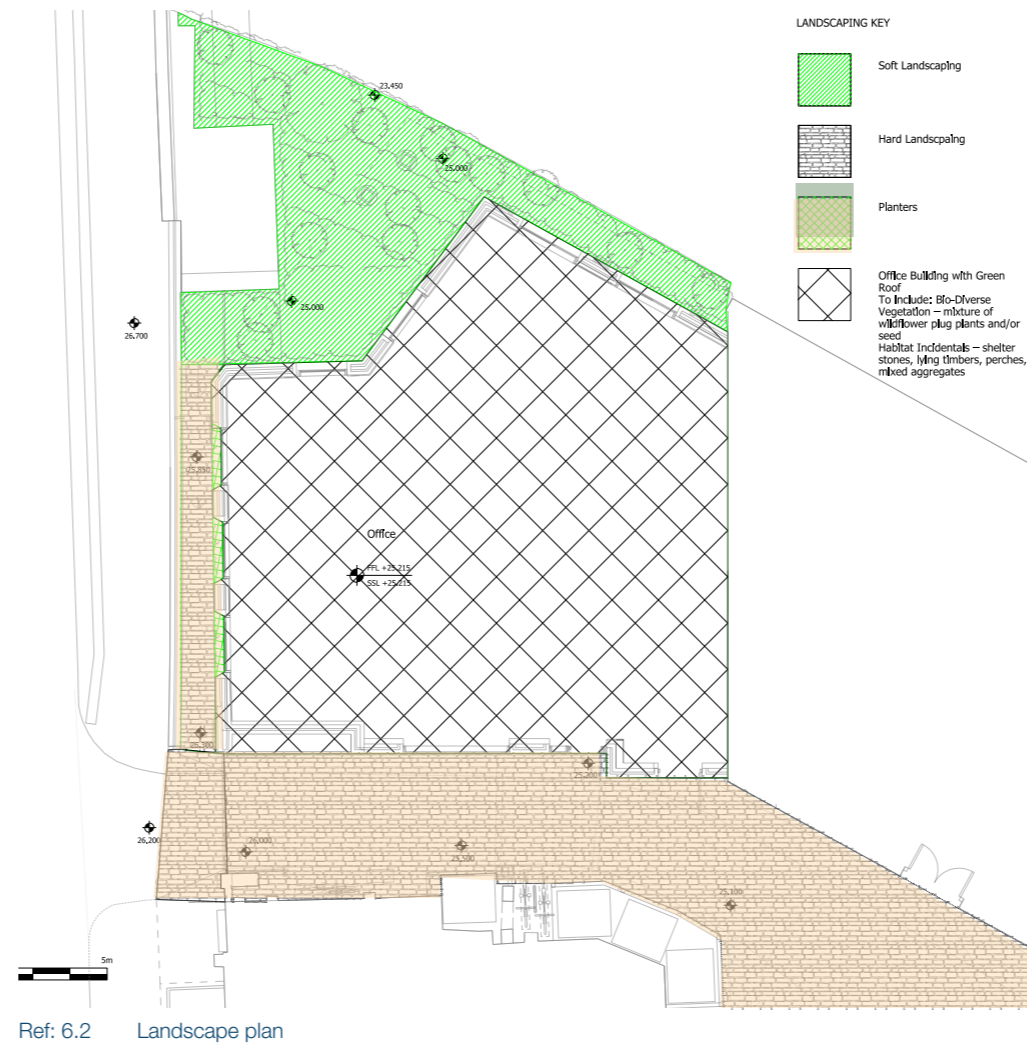 LANDSCAPING KEY
Soft Landscaping
Hard Landscpaing
Planters
Office Building with Green
Roof
To Include: Bio-Diverse
Vegetation – mixture of
wildflower plug plants and/or
seed
Habitat Incidentals – shelter
stones, lying timbers, perches,
mixed aggregates
23.450
25.000
25.000
26.700
Office
FFL +25.215
SSL +25.215
26.200
26.000
25.500
25.100
5m
Ref: 6.2 Landscape plan